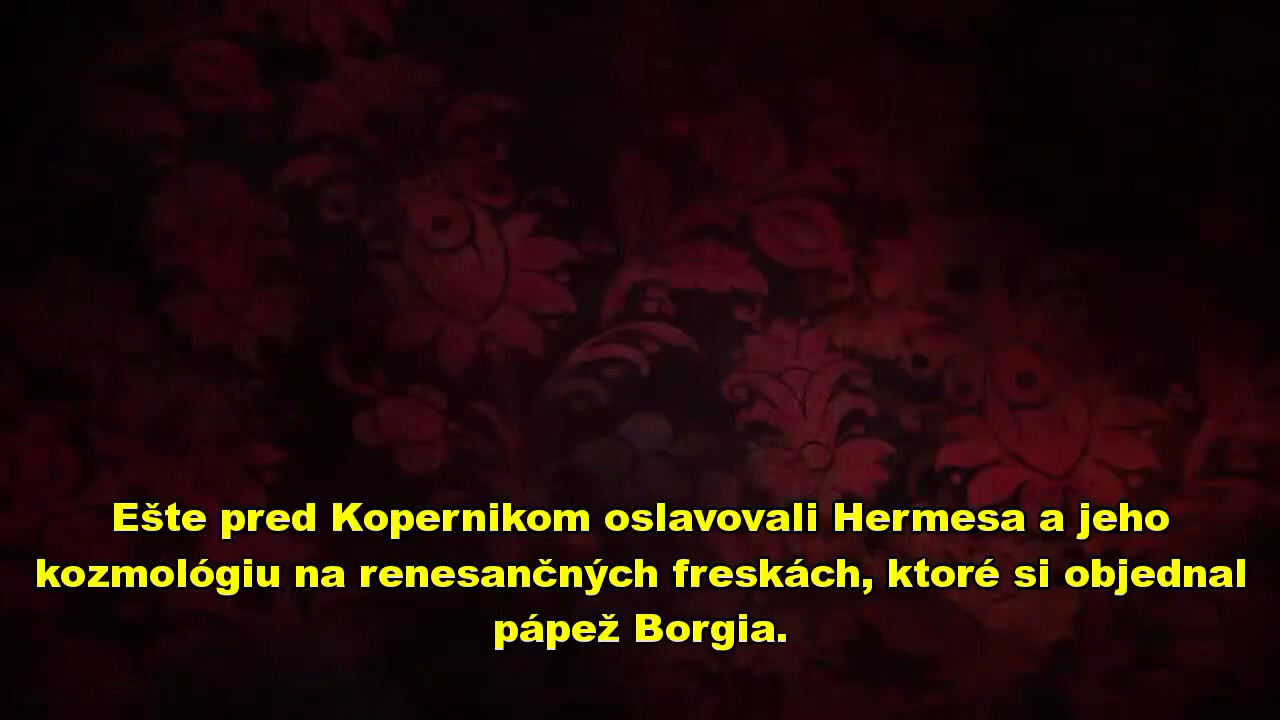 Ešte pred Kopernikom oslavovali Hermesa a jeho
kozmológiu na renesančných freskách, ktoré si objednal
pápež Borgia.